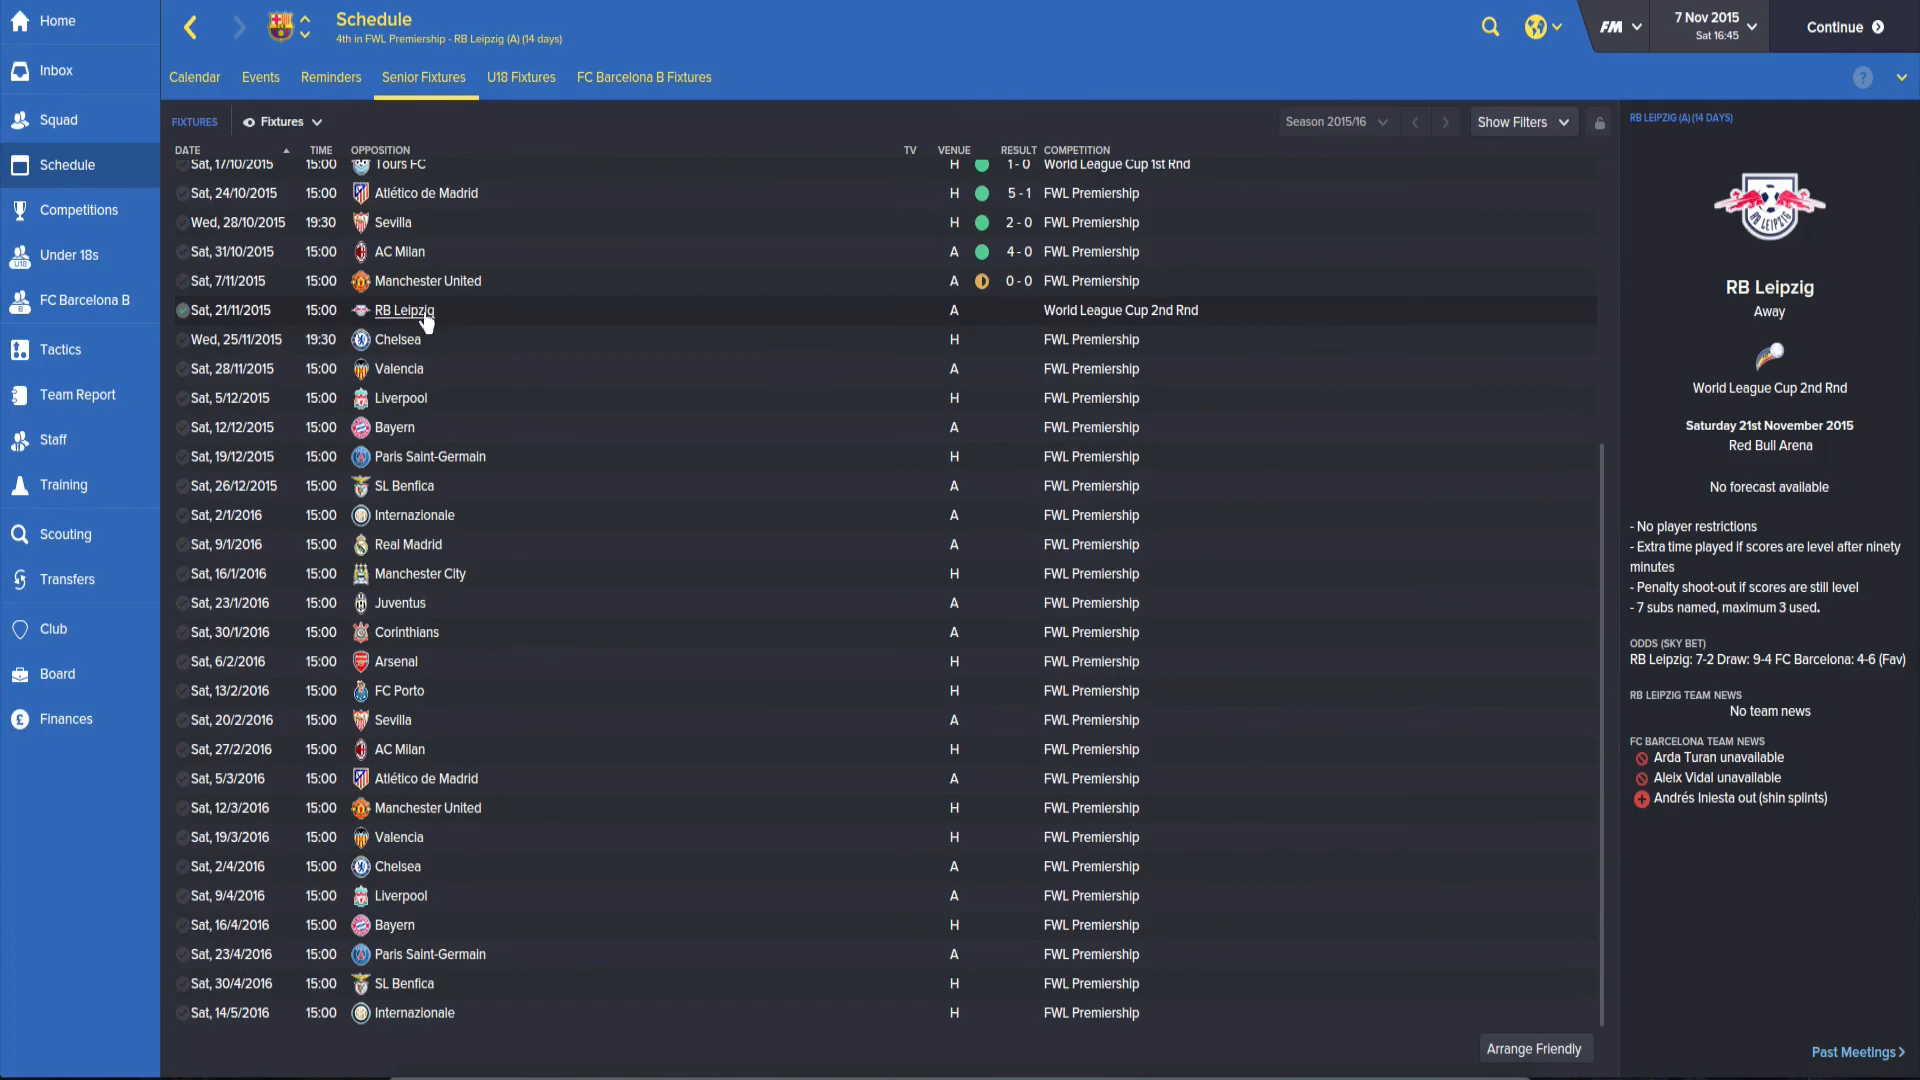 Home
Inbox
Squad
Schedule
Competitions
Under 18s
FC Barcelona B
Tactics
Team Report
Staff
Training
Scouting
Transfers
Club
Board
Finances
Schedule
4th in FWL Premiership - RB Leipzig (A) (14 days)
FM
7 Nov 2015
Sat 16:45
Continue
Calendar Events Reminders Senior Fixtures U18 Fixtures FC Barcelona B Fixtures
?
FIXTURES Fixtures Season 2015/16 Show Filters
DATE TIME OPPOSITION TV VENUE RESULT COMPETITION
Sat, 17/10/2015 15:00 Tours FC H 1 - 0 World League Cup 1st Rnd
Sat, 24/10/2015 15:00 Atlético de Madrid H 5 - 1 FWL Premiership
Wed, 28/10/2015 19:30 Sevilla H 2 - 0 FWL Premiership
Sat, 31/10/2015 15:00 AC Milan A 4 - 0 FWL Premiership
Sat, 7/11/2015 15:00 Manchester United A 0 - 0 FWL Premiership
Sat, 21/11/2015 15:00 RB Leipzig A World League Cup 2nd Rnd
Wed, 25/11/2015 19:30 Chelsea H FWL Premiership
Sat, 28/11/2015 15:00 Valencia A FWL Premiership
Sat, 5/12/2015 15:00 Liverpool H FWL Premiership
Sat, 12/12/2015 15:00 Bayern A FWL Premiership
Sat, 19/12/2015 15:00 Paris Saint-Germain H FWL Premiership
Sat, 26/12/2015 15:00 SL Benfica A FWL Premiership
Sat, 2/1/2016 15:00 Internazionale A FWL Premiership
Sat, 9/1/2016 15:00 Real Madrid A FWL Premiership
Sat, 16/1/2016 15:00 Manchester City H FWL Premiership
Sat, 23/1/2016 15:00 Juventus A FWL Premiership
Sat, 30/1/2016 15:00 Corinthians A FWL Premiership
Sat, 6/2/2016 15:00 Arsenal H FWL Premiership
Sat, 13/2/2016 15:00 FC Porto H FWL Premiership
Sat, 20/2/2016 15:00 Sevilla A FWL Premiership
Sat, 27/2/2016 15:00 AC Milan H FWL Premiership
Sat, 5/3/2016 15:00 Atlético de Madrid A FWL Premiership
Sat, 12/3/2016 15:00 Manchester United H FWL Premiership
Sat, 19/3/2016 15:00 Valencia H FWL Premiership
Sat, 2/4/2016 15:00 Chelsea A FWL Premiership
Sat, 9/4/2016 15:00 Liverpool A FWL Premiership
Sat, 16/4/2016 15:00 Bayern H FWL Premiership
Sat, 23/4/2016 15:00 Paris Saint-Germain A FWL Premiership
Sat, 30/4/2016 15:00 SL Benfica H FWL Premiership
Sat, 14/5/2016 15:00 Internazionale H FWL Premiership
Arrange Friendly
RB LEIPZIG (A) (14 DAYS)
RB LEIPZIG
RB Leipzig
Away
World League Cup 2nd Rnd
Saturday 21st November 2015
Red Bull Arena
No forecast available
- No player restrictions
- Extra time played if scores are level after ninety
minutes
- Penalty shoot-out if scores are still level
- 7 subs named, maximum 3 used.
ODDS (SKY BET)
RB Leipzig: 7-2 Draw: 9-4 FC Barcelona: 4-6 (Fav)
RB LEIPZIG TEAM NEWS
No team news
FC BARCELONA TEAM NEWS
Arda Turan unavailable
Aleix Vidal unavailable
Andrés Iniesta out (shin splints)
Past Meetings